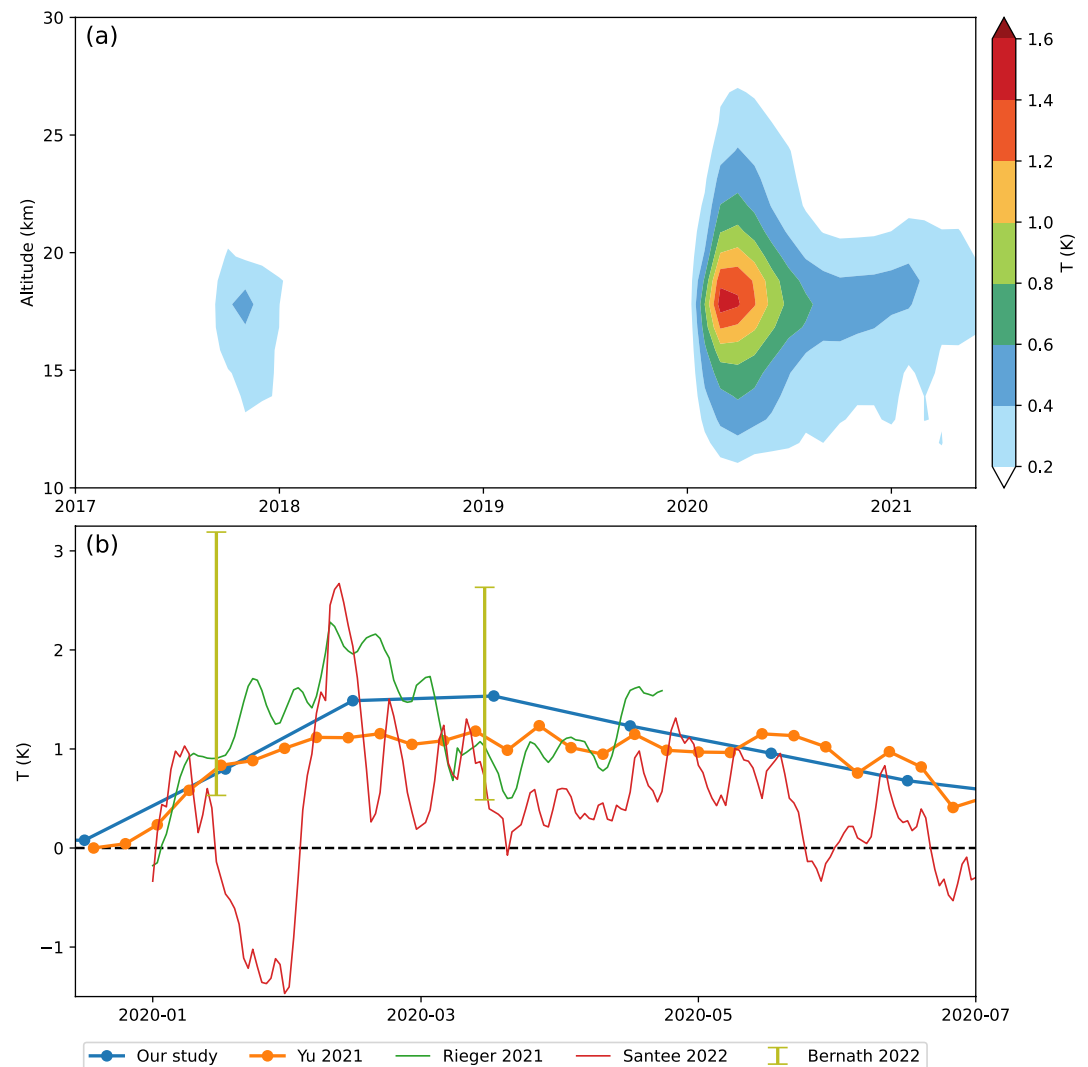 (a)
30
25
20
15
10
Altitude (km)
2017
2018
2019
2020
2021
1.6
1.4
1.2
1.0
0.8
0.6
0.4
0.2
T (K)
(b)
3
2
1
0
−1
T (K)
2020-01
2020-03
2020-05
2020-07
Our study
Yu 2021
Rieger 2021
Santee 2022
Bernath 2022